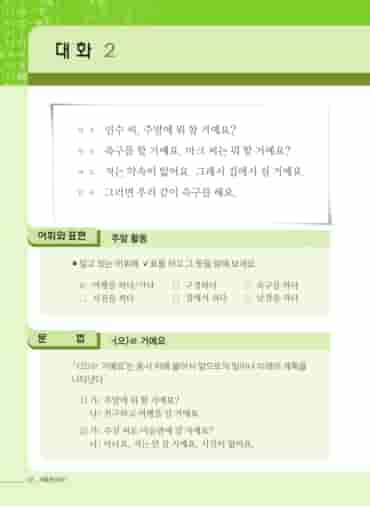 대화 2
민수 씨, 주말에 뭐 할 거예요?
축구를 할 거예요. 마크 씨는 뭐 할 거예요?
저는 약속이 없어요. 그래서 집에서 쉴 거예요.
그러면 우리 같이 축구를 해요.
어휘와 표현 주말 활동
알고 있는 어휘에 ✓표를 하고 그 뜻을 말해 보세요.
여행을 하다/가다 □ 구경하다 □ 축구를 하다
□ 시험을 보다 □ 집에서 쉬다 □ 낚시를 하다
문 법 -(으)ㄹ 거예요
'-(으)ㄹ 거예요'는 동사 뒤에 붙어서 앞으로의 일이나 미래의 계획을
나타낸다.
1) 가: 주말에 뭐 할 거예요?
나: 친구하고 여행을 갈 거예요.
2) 가: 수잔 씨도 미술관에 갈 거예요?
나: 아니요, 저는 안 갈 거예요. 시간이 없어요.